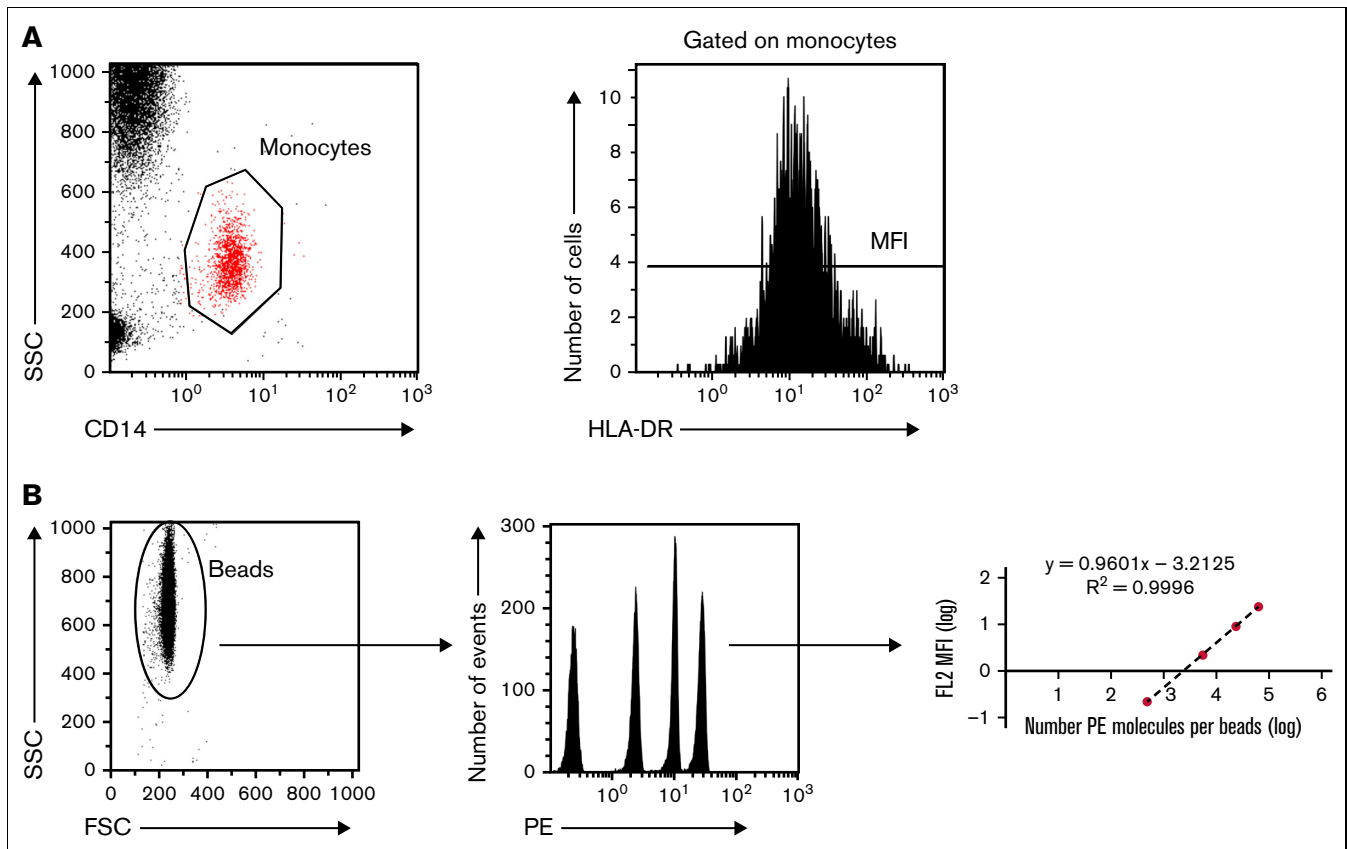 A
Gated on monocytes
SSC
1000
800
600
400
200
0
Monocytes
10⁰ 10¹ 10² 10³
CD14
Number of cells
10
8
6
4
2
0
MFI
10⁰ 10¹ 10² 10³
HLA-DR
B
SSC
1000
800
600
400
200
0
Beads
0 200 400 600 800 1000
FSC
Number of events
300
200
100
0
10⁰ 10¹ 10² 10³
PE
y = 0.9601x – 3.2125
R² = 0.9996
FL2 MFI (log)
2
1
0
–1
1 2 3 4 5 6
Number PE molecules per beads (log)